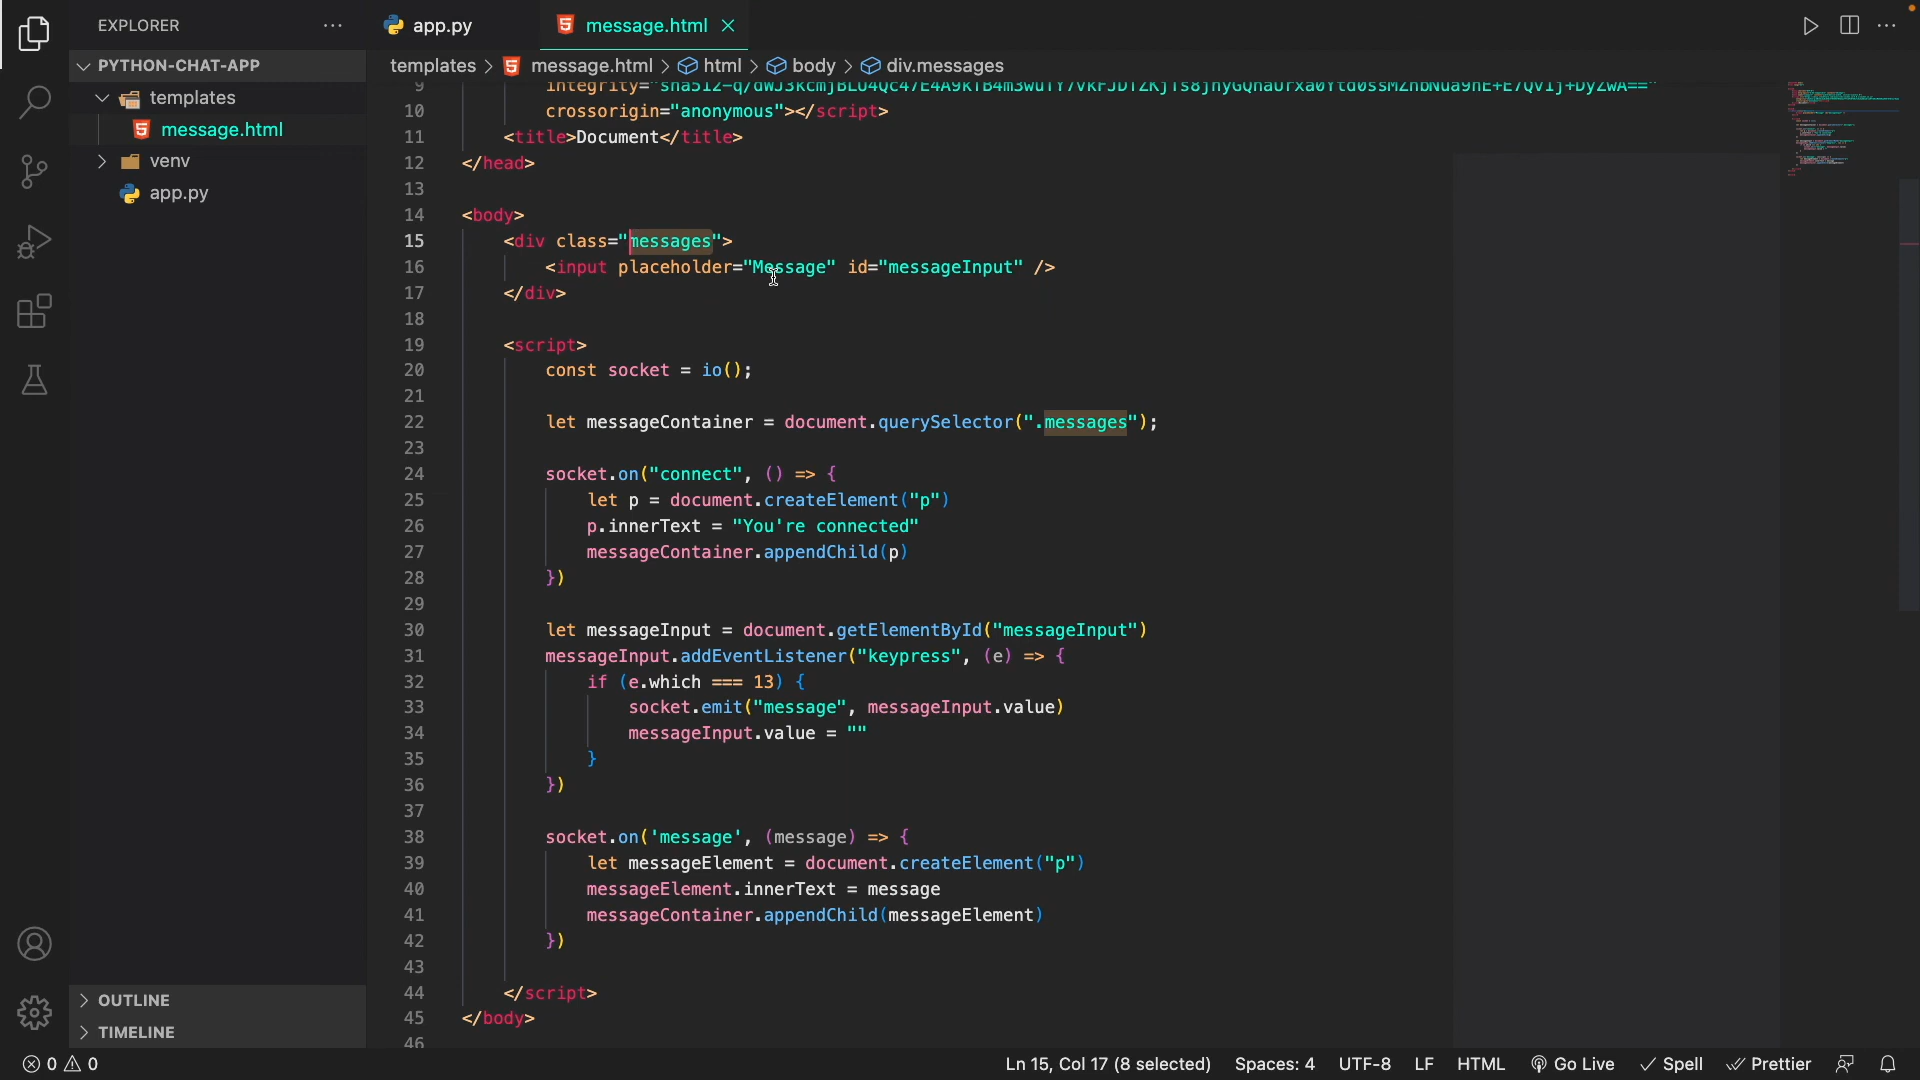 EXPLORER
PYTHON-CHAT-APP
templates
message.html
venv
app.py
OUTLINE
TIMELINE
app.py
message.html
templates > message.html > html > body > div.messages
9
10 crossorigin="anonymous"></script>
11 <title>Document</title>
12 </head>
13
14 <body>
15 <div class="messages">
16 <input placeholder="Message" id="messageInput" />
17 </div>
18
19 <script>
20 const socket = io();
21
22 let messageContainer = document.querySelector(".messages");
23
24 socket.on("connect", () => {
25 let p = document.createElement("p")
26 p.innerText = "You're connected"
27 messageContainer.appendChild(p)
28 })
29
30 let messageInput = document.getElementById("messageInput")
31 messageInput.addEventListener("keypress", (e) => {
32 if (e.which === 13) {
33 socket.emit("message", messageInput.value)
34 messageInput.value = ""
35 }
36 })
37
38 socket.on('message', (message) => {
39 let messageElement = document.createElement("p")
40 messageElement.innerText = message
41 messageContainer.appendChild(messageElement)
42 })
43
44 </script>
45 </body>
46
0 0
Ln 15, Col 17 (8 selected) Spaces: 4 UTF-8 LF HTML Go Live Spell Prettier